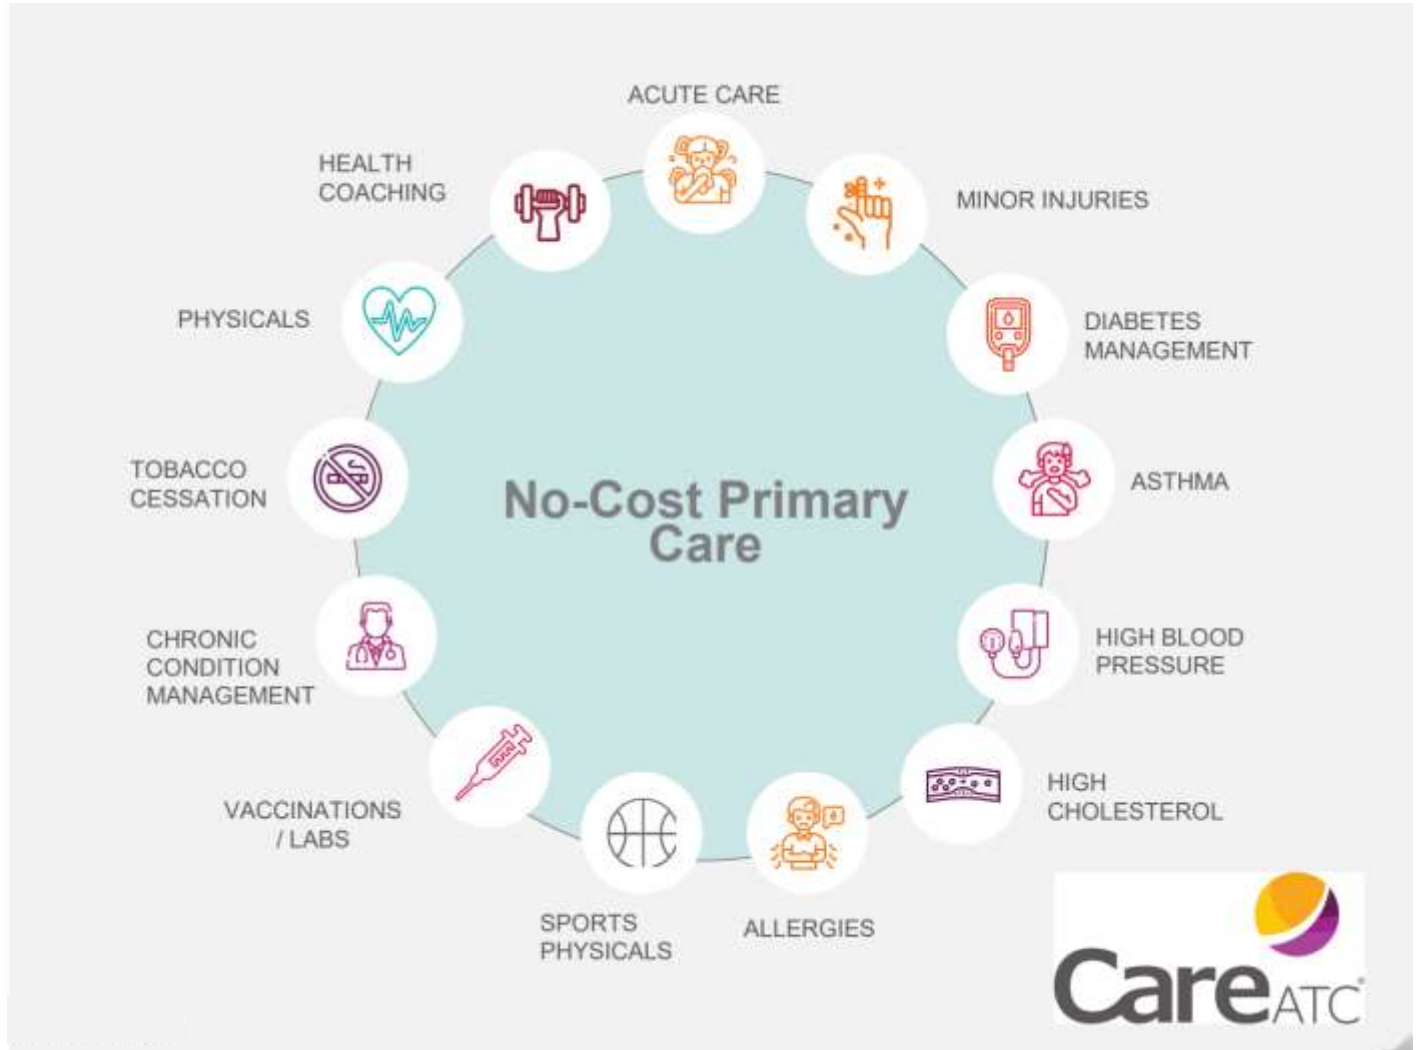 ACUTE CARE
HEALTH
COACHING
MINOR INJURIES
PHYSICALS
DIABETES
MANAGEMENT
TOBACCO
CESSATION
No-Cost Primary
Care
ASTHMA
CHRONIC
CONDITION
MANAGEMENT
HIGH BLOOD
PRESSURE
VACCINATIONS
/ LABS
HIGH
CHOLESTEROL
SPORTS
PHYSICALS
ALLERGIES
CareATC®